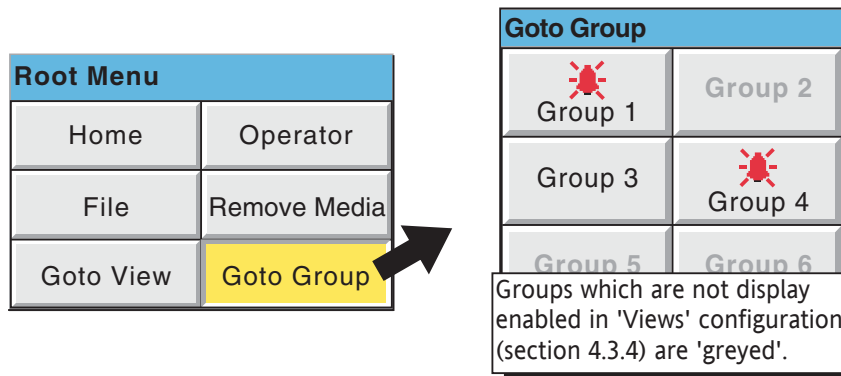 Root Menu
Home
Operator
File
Remove Media
Goto View
Goto Group
Goto Group
Group 1
Group 2
Group 3
Group 4
Group 5
Group 6
Groups which are not display
enabled in 'Views' configuration
(section 4.3.4) are 'greyed'.